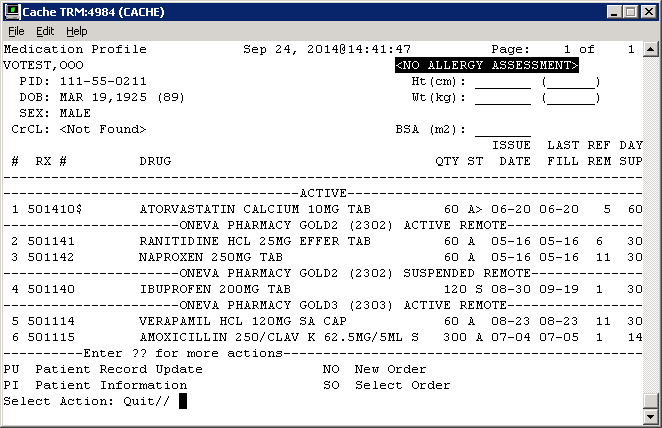 Cache TRM:4984 (CACHE)
File Edit Help
Medication Profile Sep 24, 2014@14:41:47 Page: 1 of 1
VOTEST,OOO <NO ALLERGY ASSESSMENT>
PID: 111-55-0211 Ht(cm): _______ (______)
DOB: MAR 19,1925 (89) Wt(kg): _______ (______)
SEX: MALE
CrCL: <Not Found> BSA (m2): _______
ISSUE LAST REF DAY
# RX # DRUG QTY ST DATE FILL REM SUP
--------------------------------------------------------------------------------
-------------------------------------ACTIVE-------------------------------------
1 501410$ ATORVASTATIN CALCIUM 10MG TAB 60 A> 06-20 06-20 5 60
----------------------ONEVA PHARMACY GOLD2 (2302) ACTIVE REMOTE-----------------
2 501141 RANITIDINE HCL 25MG EFFER TAB 60 A 05-16 05-16 6 30
3 501142 NAPROXEN 250MG TAB 60 A 05-16 05-16 11 30
----------------------ONEVA PHARMACY GOLD2 (2302) SUSPENDED REMOTE--------------
4 501140 IBUPROFEN 200MG TAB 120 S 08-30 09-19 1 30
----------------------ONEVA PHARMACY GOLD3 (2303) ACTIVE REMOTE-----------------
5 501114 VERAPAMIL HCL 120MG SA CAP 60 A 08-23 08-23 11 30
6 501115 AMOXICILLIN 250/CLAV K 62.5MG/5ML S 300 A 07-04 07-05 1 14
----------Enter ?? for more actions---------------------------------------------
PU Patient Record Update NO New Order
PI Patient Information SO Select Order
Select Action: Quit//